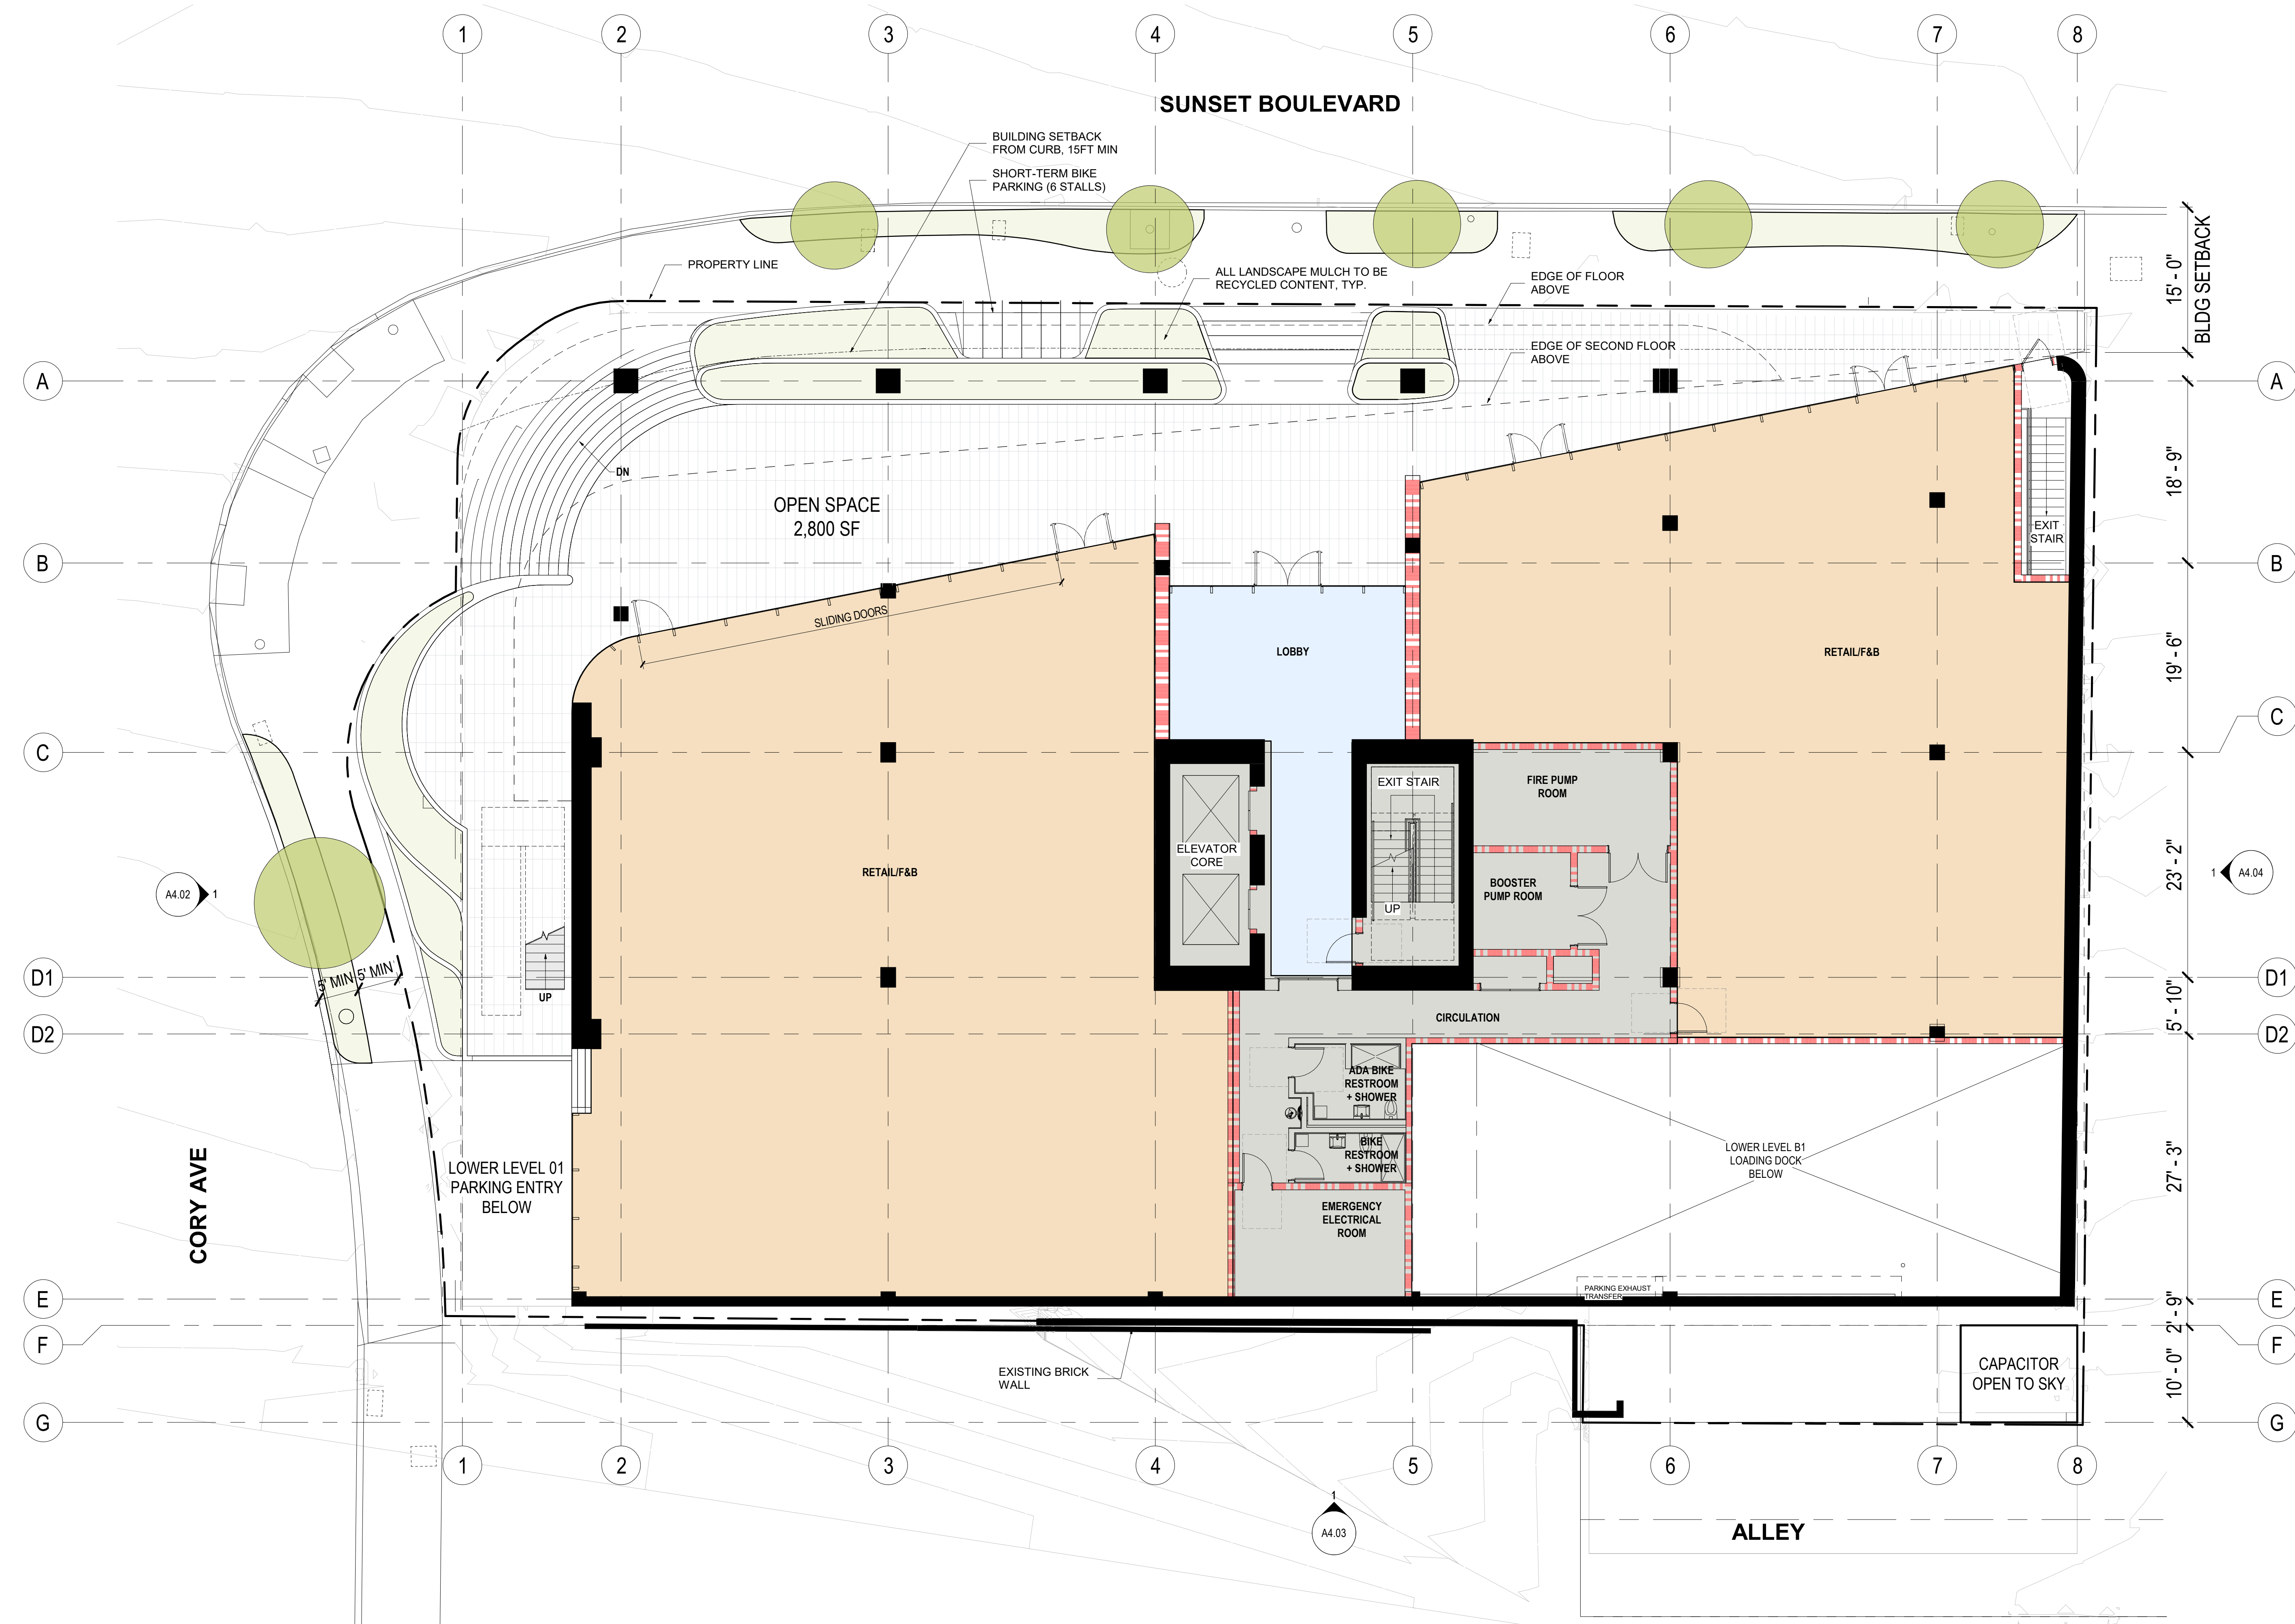 1 2 3 4 5 6 7 8
SUNSET BOULEVARD
BUILDING SETBACK
FROM CURB, 15FT MIN
SHORT-TERM BIKE
PARKING (6 STALLS)
PROPERTY LINE
ALL LANDSCAPE MULCH TO BE
RECYCLED CONTENT, TYP.
EDGE OF FLOOR
ABOVE
15' - 0"
BLDG SETBACK
EDGE OF SECOND FLOOR
ABOVE
A A
DN
18' - 9"
OPEN SPACE
2,800 SF
EXIT
STAIR
B B
SLIDING DOORS
LOBBY
RETAIL/F&B
19' - 6"
C C
EXIT STAIR
FIRE PUMP
ROOM
ELEVATOR
CORE
RETAIL/F&B
BOOSTER
PUMP ROOM
UP
23' - 2"
A4.02 1
1 A4.04
5' MIN 5' MIN
D1 D1
UP
CIRCULATION
5' - 10"
D2 D2
ADA BIKE
RESTROOM
+ SHOWER
BIKE
RESTROOM
+ SHOWER
LOWER LEVEL B1
LOADING DOCK
BELOW
27' - 3"
CORY AVE
LOWER LEVEL 01
PARKING ENTRY
BELOW
EMERGENCY
ELECTRICAL
ROOM
PARKING EXHAUST
TRANSFER
E E
2' - 9"
F F
EXISTING BRICK
WALL
CAPACITOR
OPEN TO SKY
10' - 0"
G G
1 2 3 4 5 6 7 8
1
A4.03
ALLEY